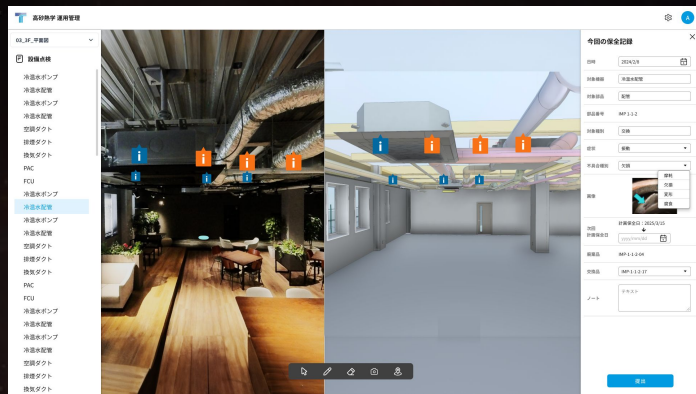 高砂熱学 運用管理
A
03_3F_平面図
設備点検
冷温水ポンプ
冷温水配管
冷温水ポンプ
冷温水配管
空調ダクト
排煙ダクト
換気ダクト
PAC
FCU
冷温水ポンプ
冷温水配管
冷温水ポンプ
冷温水配管
空調ダクト
排煙ダクト
換気ダクト
PAC
FCU
冷温水ポンプ
冷温水配管
冷温水ポンプ
冷温水配管
空調ダクト
排煙ダクト
換気ダクト
i
i
i
i
i
i
i
i
i
i
i
i
今回の保全記録
日時
2024/2/6
対象機器
冷温水配管
対象部品
配管
部品番号
IMP 1-1-2
対象種別
交換
症状
振動
不具合種別
欠損
摩耗
欠損
変形
腐食
画像
次回
計画保全日
計画保全日：2025/3/15
yyyy/mm/dd
廃棄品
IMP-1-1-2-04
交換品
IMP-1-1-2-17
ノート
テキスト
提出